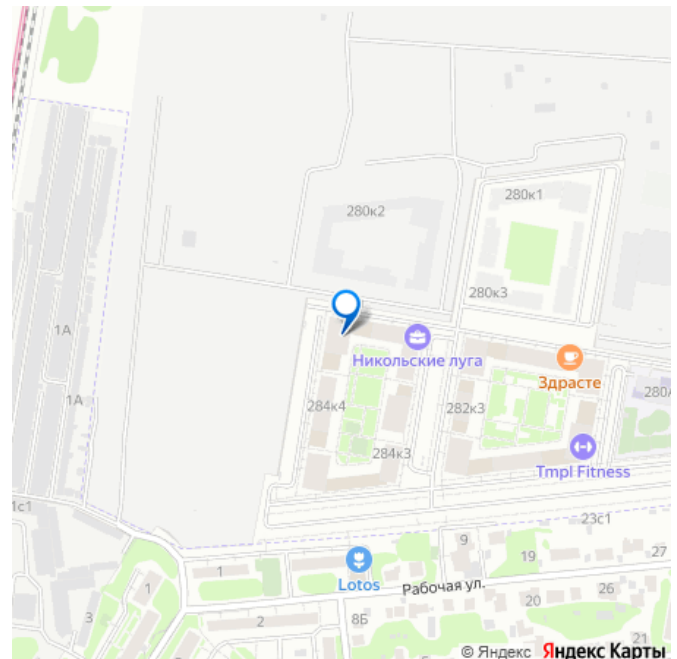 280к1
280к2
280к3
1А
Никольские луга
Здрасте
1А
280А
284к4
282к3
284к3
Tmpl Fitness
1с1
23с1
9
19
27
1
1
Lotos
Рабочая ул.
26
3
2
8Б
20
21
© Яндекс Яндекс Карты